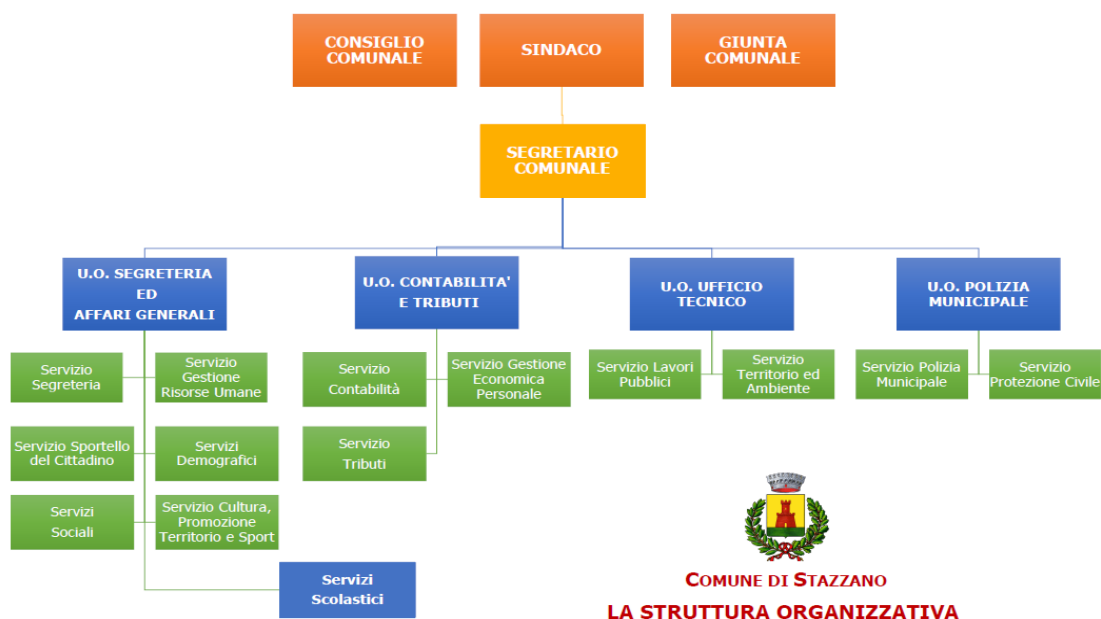 CONSIGLIO
COMUNALE
SINDACO
GIUNTA
COMUNALE
SEGRETARIO
COMUNALE
U.O. SEGRETERIA
ED
AFFARI GENERALI
U.O. CONTABILITA'
E TRIBUTI
U.O. UFFICIO
TECNICO
U.O. POLIZIA
MUNICIPALE
Servizio
Segreteria
Servizio
Gestione
Risorse Umane
Servizio
Contabilità
Servizio Gestione
Economica
Personale
Servizio Lavori
Pubblici
Servizio
Territorio ed
Ambiente
Servizio Polizia
Municipale
Servizio
Protezione Civile
Servizio Sportello
del Cittadino
Servizi
Demografici
Servizio
Tributi
Servizi
Sociali
Servizio Cultura,
Promozione
Territorio e Sport
Servizi
Scolastici
COMUNE DI STAZZANO
LA STRUTTURA ORGANIZZATIVA